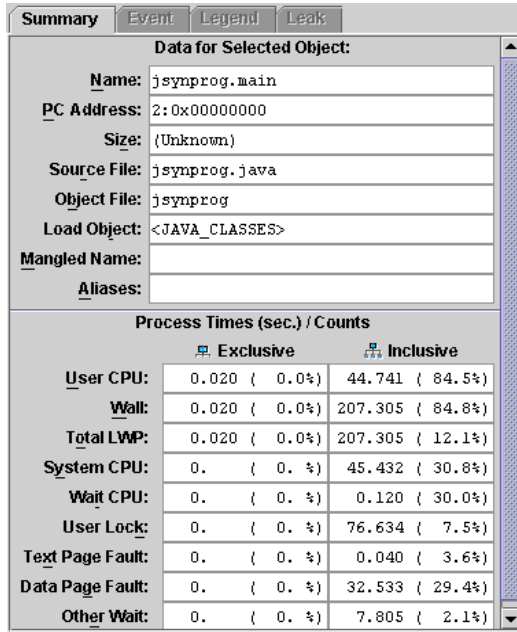 Summary Event Legend Leak
Data for Selected Object:
Name: jsynprog.main
PC Address: 2:0x00000000
Size: (Unknown)
Source File: jsynprog.java
Object File: jsynprog
Load Object: <JAVA_CLASSES>
Mangled Name:
Aliases:
Process Times (sec.) / Counts
Exclusive Inclusive
User CPU: 0.020 ( 0.0%) 44.741 ( 84.5%)
Wall: 0.020 ( 0.0%) 207.305 ( 84.8%)
Total LWP: 0.020 ( 0.0%) 207.305 ( 12.1%)
System CPU: 0. ( 0. %) 45.432 ( 30.8%)
Wait CPU: 0. ( 0. %) 0.120 ( 30.0%)
User Lock: 0. ( 0. %) 76.634 ( 7.5%)
Text Page Fault: 0. ( 0. %) 0.040 ( 3.6%)
Data Page Fault: 0. ( 0. %) 32.533 ( 29.4%)
Other Wait: 0. ( 0. %) 7.805 ( 2.1%)